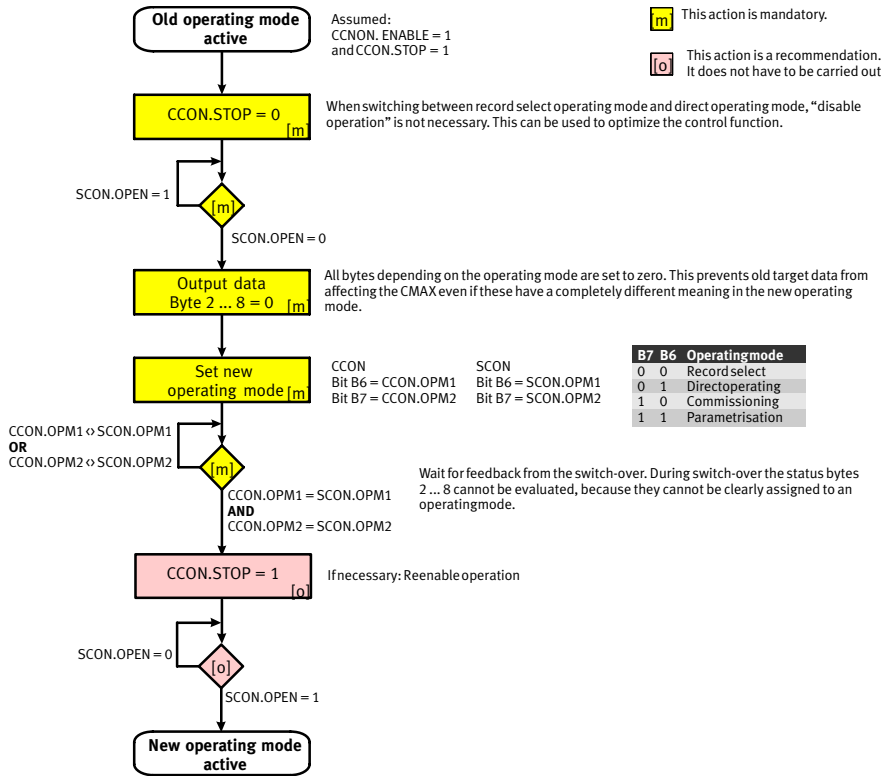 Old operating mode
active
Assumed:
CCNON. ENABLE = 1
and CCON.STOP = 1
[m]
This action is mandatory.
[o]
This action is a recommendation.
It does not have to be carried out
CCON.STOP = 0
[m]
When switching between record select operating mode and direct operating mode, “disable
operation” is not necessary. This can be used to optimize the control function.
SCON.OPEN = 1
[m]
SCON.OPEN = 0
Output data
Byte 2 ... 8 = 0 [m]
All bytes depending on the operating mode are set to zero. This prevents old target data from
affecting the CMAX even if these have a completely different meaning in the new operating
mode.
Set new
operating mode [m]
CCON
Bit B6 = CCON.OPM1
Bit B7 = CCON.OPM2
SCON
Bit B6 = SCON.OPM1
Bit B7 = SCON.OPM2
B7 B6 Operatingmode
0 0 Record select
0 1 Directoperating
1 0 Commissioning
1 1 Parametrisation
CCON.OPM1 <> SCON.OPM1
OR
CCON.OPM2 <> SCON.OPM2
[m]
CCON.OPM1 = SCON.OPM1
AND
CCON.OPM2 = SCON.OPM2
Wait for feedback from the switch-over. During switch-over the status bytes
2 ... 8 cannot be evaluated, because they cannot be clearly assigned to an
operatingmode.
CCON.STOP = 1
[o]
If necessary: Reenable operation
SCON.OPEN = 0
[o]
SCON.OPEN = 1
New operating mode
active